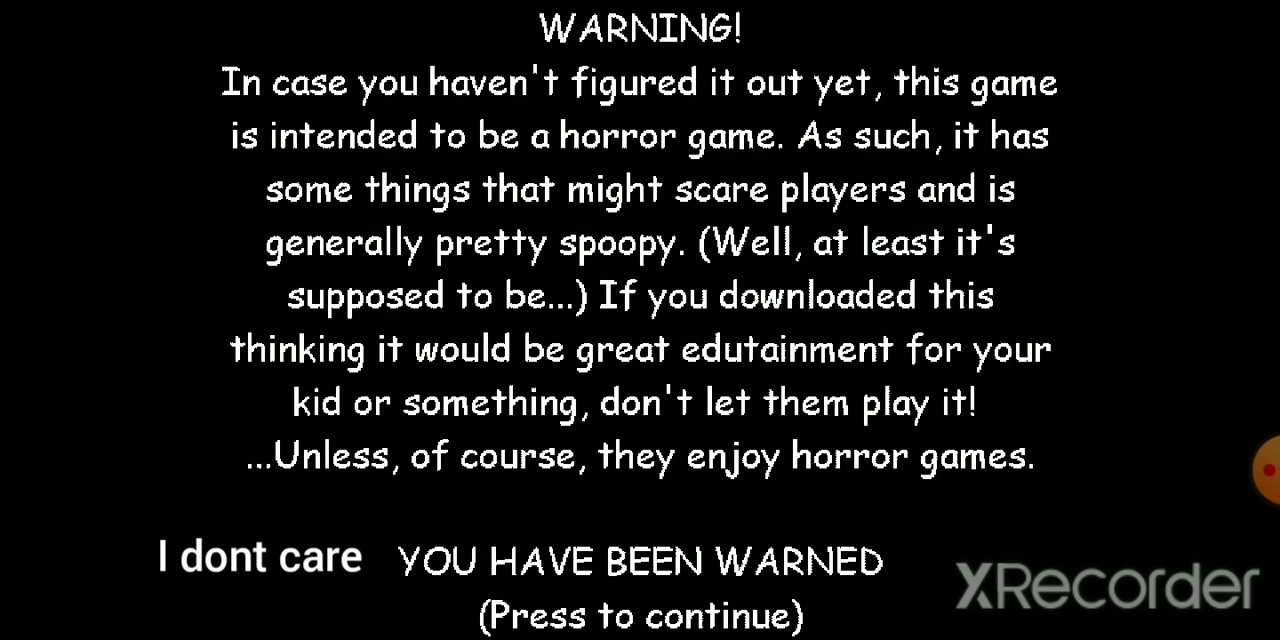 WARNING!
In case you haven't figured it out yet, this game
is intended to be a horror game. As such, it has
some things that might scare players and is
generally pretty spoopy. (Well, at least it's
supposed to be...) If you downloaded this
thinking it would be great edutainment for your
kid or something, don't let them play it!
...Unless, of course, they enjoy horror games.
I dont care YOU HAVE BEEN WARNED
(Press to continue)
XRecorder